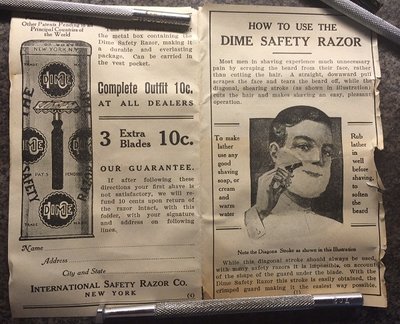 Other Patents Pending in all
Principal Countries of the
World
NEW YORK N.Y.
DIME
THE
PAT'S
PENDING
SAFETY
DIME
the metal box containing the
Dime Safety Razor, making it
a durable and everlasting
package. Can be carried in
the vest pocket.
Complete Outfit 10c.
AT ALL DEALERS
3 Extra Blades 10c.
OUR GUARANTEE.
If after following these
directions your first shave is
not satisfactory, we will re-
fund 10 cents upon return of
the razor intact, with this
folder, with your signature
and address on following
lines.
Name
Address
City and State
INTERNATIONAL SAFETY RAZOR CO.
NEW YORK
HOW TO USE THE
DIME SAFETY RAZOR
Most men in shaving experience much unnecessary
pain by scraping the beard from their face, rather
than cutting the hair. A straight, downward pull
scrapes the face and tears the beard off, while the
diagonal, shearing stroke (as shown in illustration)
cuts the hair and makes shaving an easy, pleasant
operation.
To make
lather
use any
good
shaving
soap, or
cream
and
warm
water
Rub
lather
in
well
before
shaving,
to
soften
the
beard
Note the Diagonal Stroke as shown in this Illustration
While this diagonal stroke should always be used,
with many safety razors it is impossible, on account
of the shape of the guard under the blade. With the
Dime Safety Razor this stroke is easily obtained, the
crimped guard making it the easiest way possible.
(1)